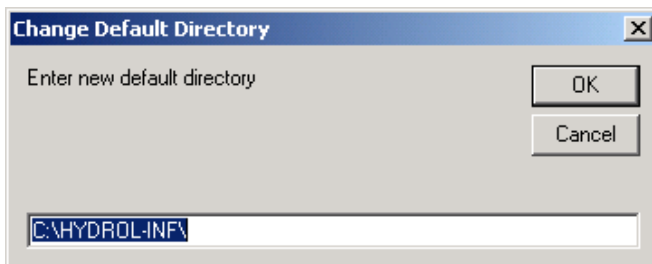 Change Default Directory
Enter new default directory
OK
Cancel
C:\HYDROL-INF\